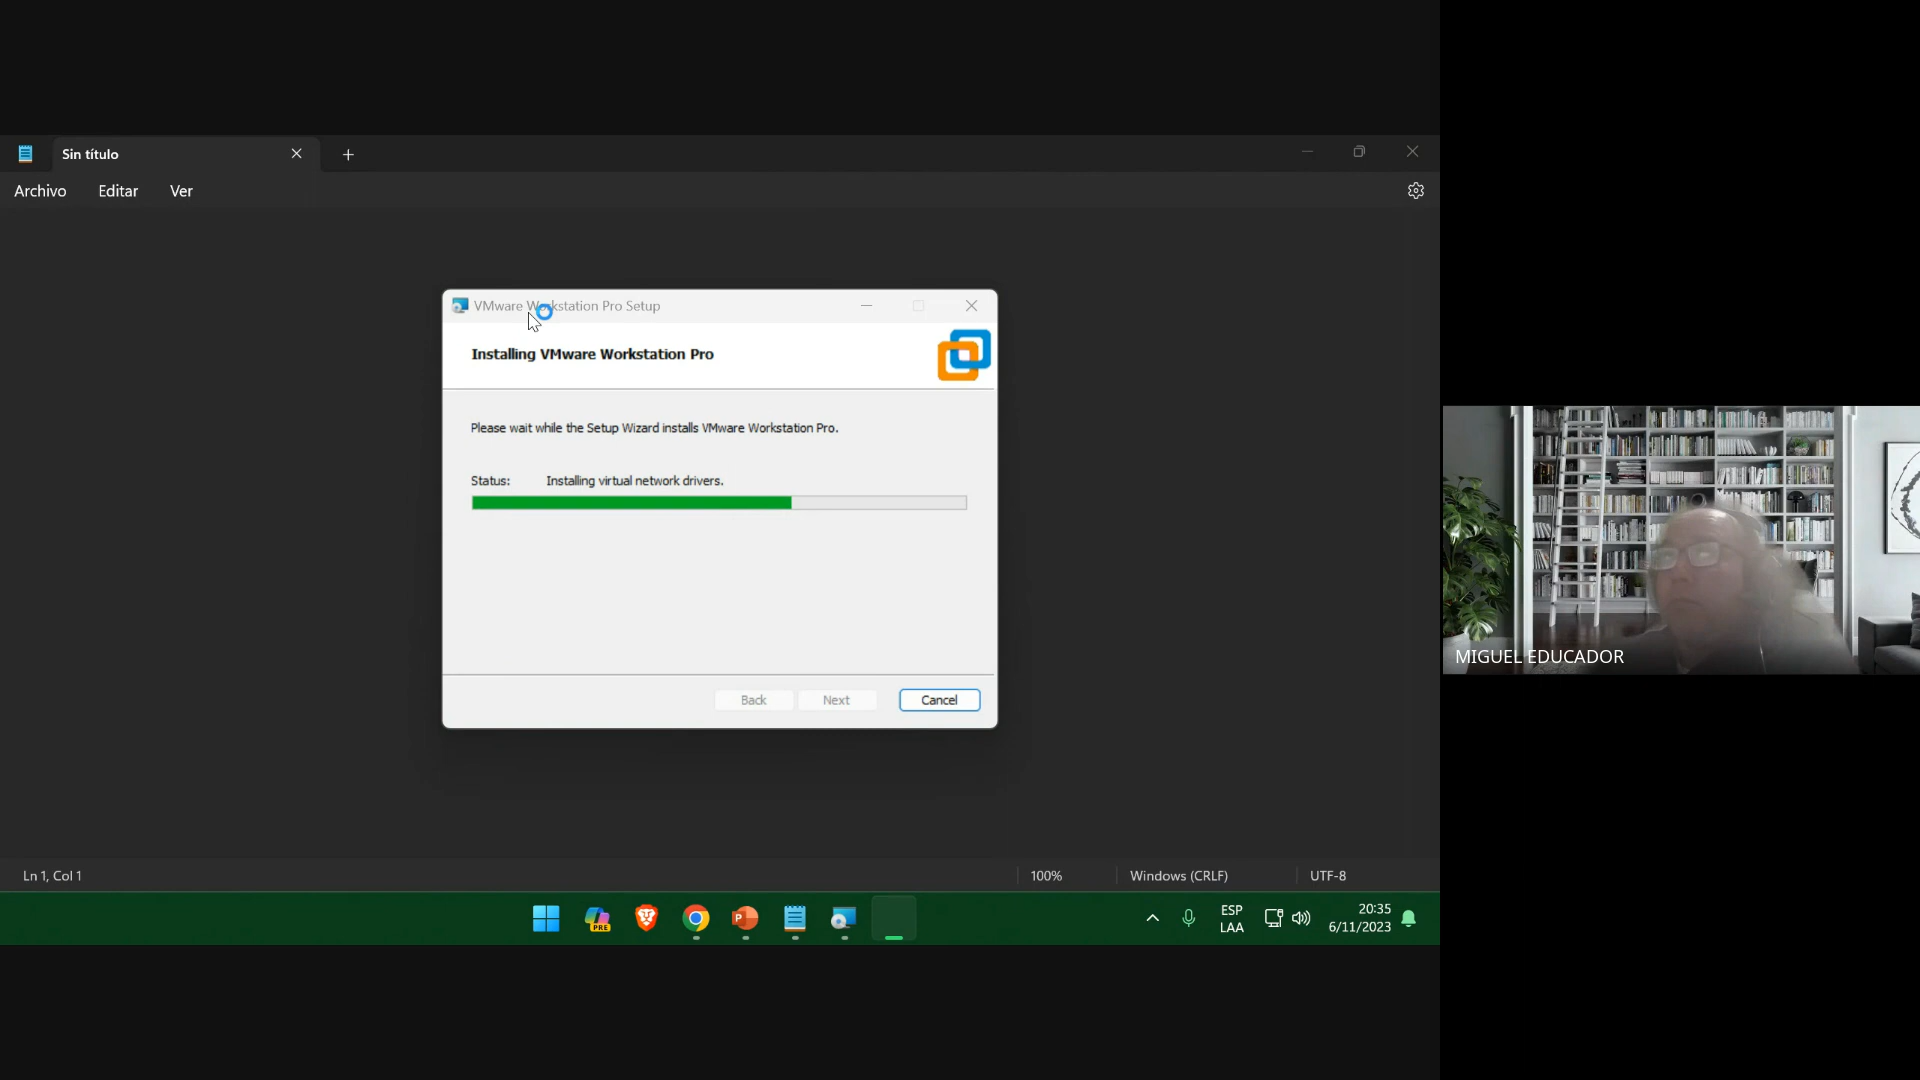 Sin título
Archivo Editar Ver
VMware Workstation Pro Setup
Installing VMware Workstation Pro
Please wait while the Setup Wizard installs VMware Workstation Pro.
Status: Installing virtual network drivers.
Back Next Cancel
MIGUEL EDUCADOR
Ln 1, Col 1 100% Windows (CRLF) UTF-8
PRE
P
ESP
LAA
20:35
6/11/2023